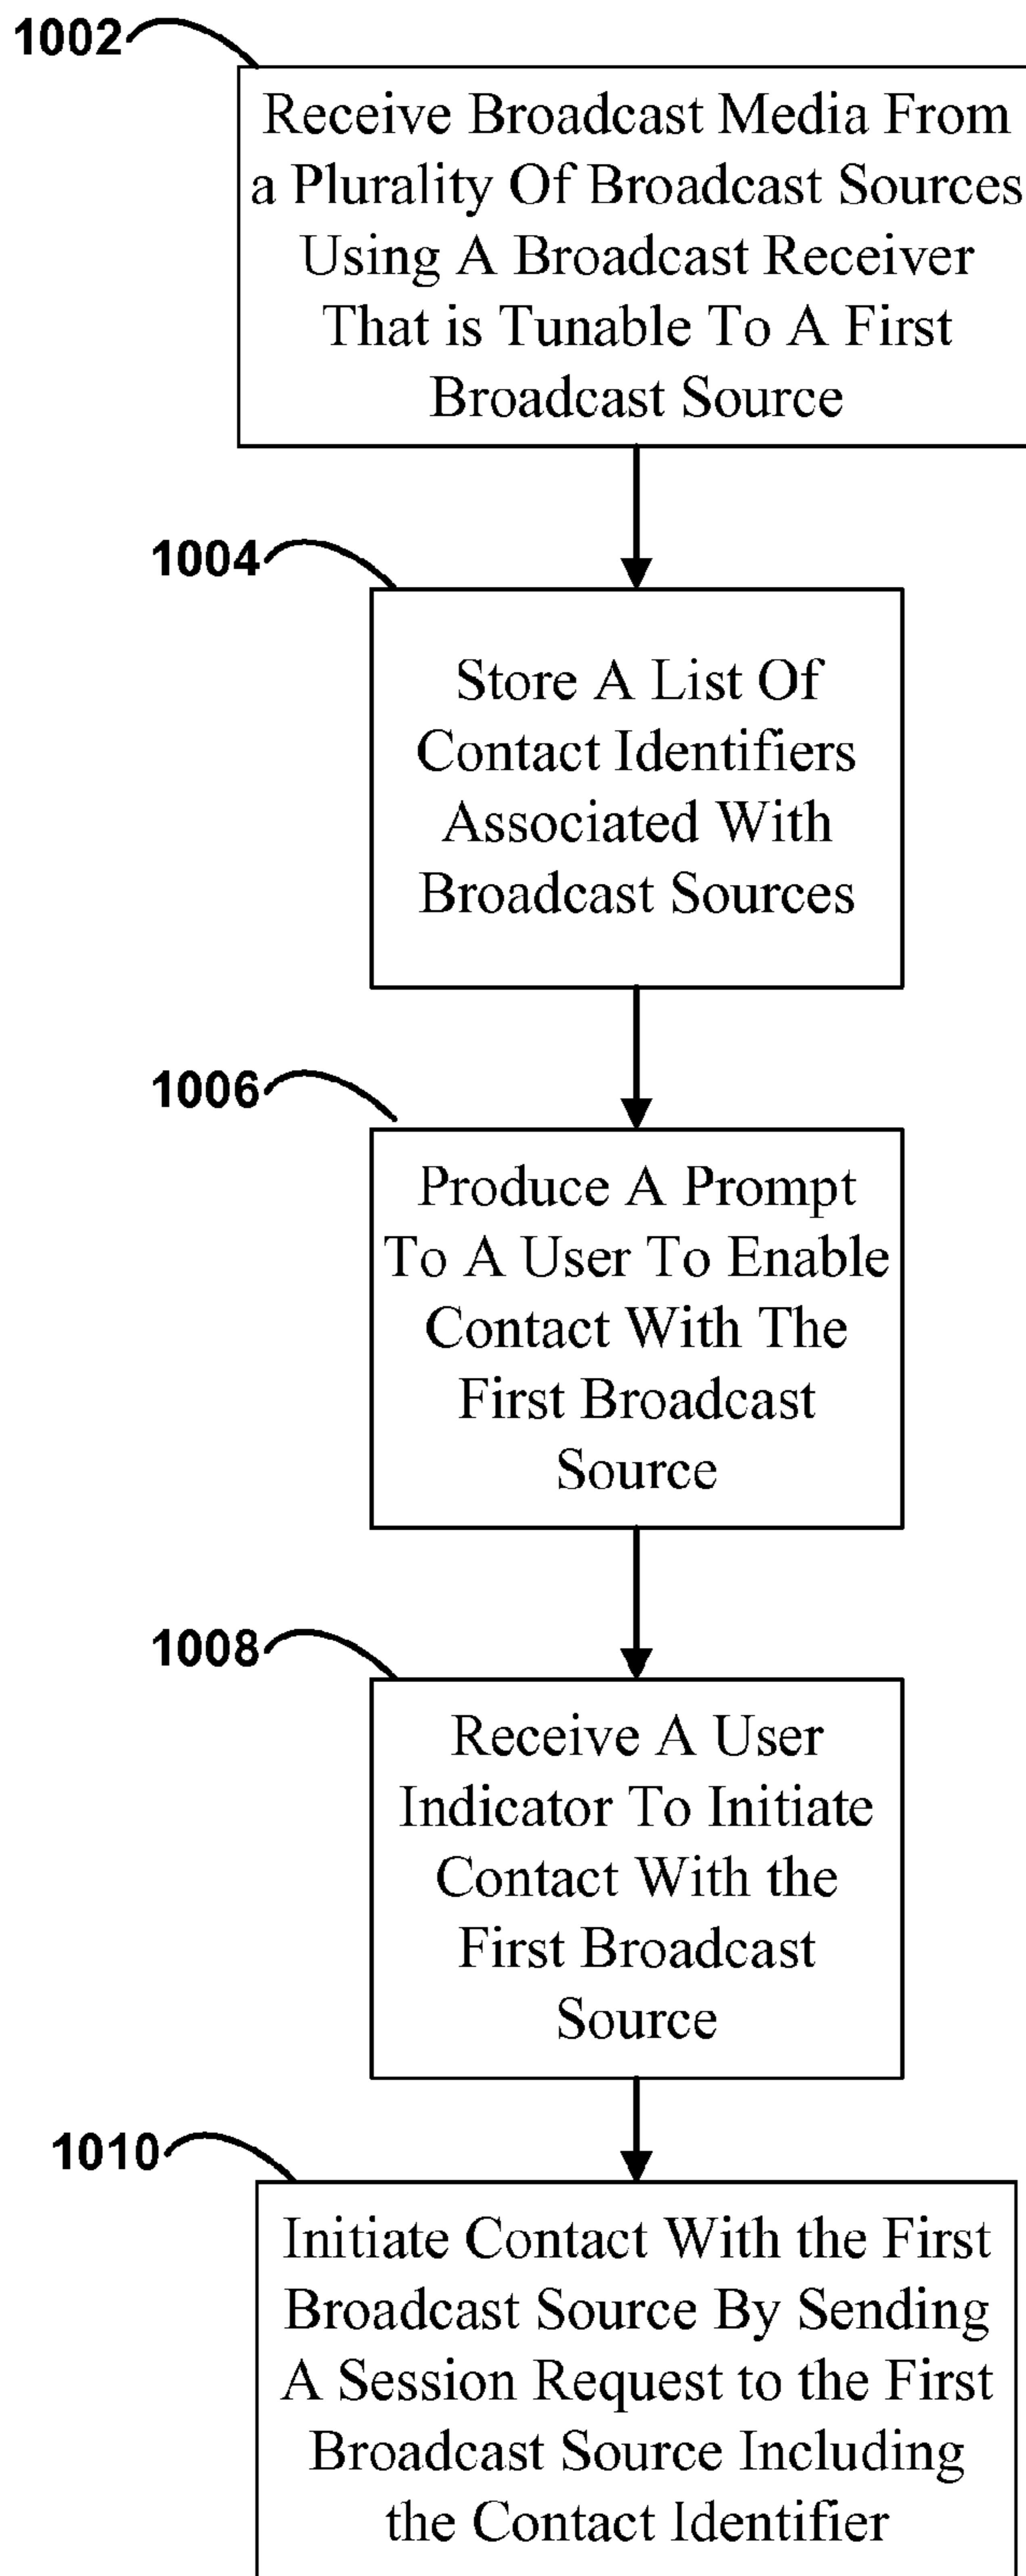 1002
Receive Broadcast Media From
a Plurality Of Broadcast Sources
Using A Broadcast Receiver
That is Tunable To A First
Broadcast Source
1004
Store A List Of
Contact Identifiers
Associated With
Broadcast Sources
1006
Produce A Prompt
To A User To Enable
Contact With The
First Broadcast
Source
1008
Receive A User
Indicator To Initiate
Contact With the
First Broadcast
Source
1010
Initiate Contact With the First
Broadcast Source By Sending
A Session Request to the First
Broadcast Source Including
the Contact Identifier